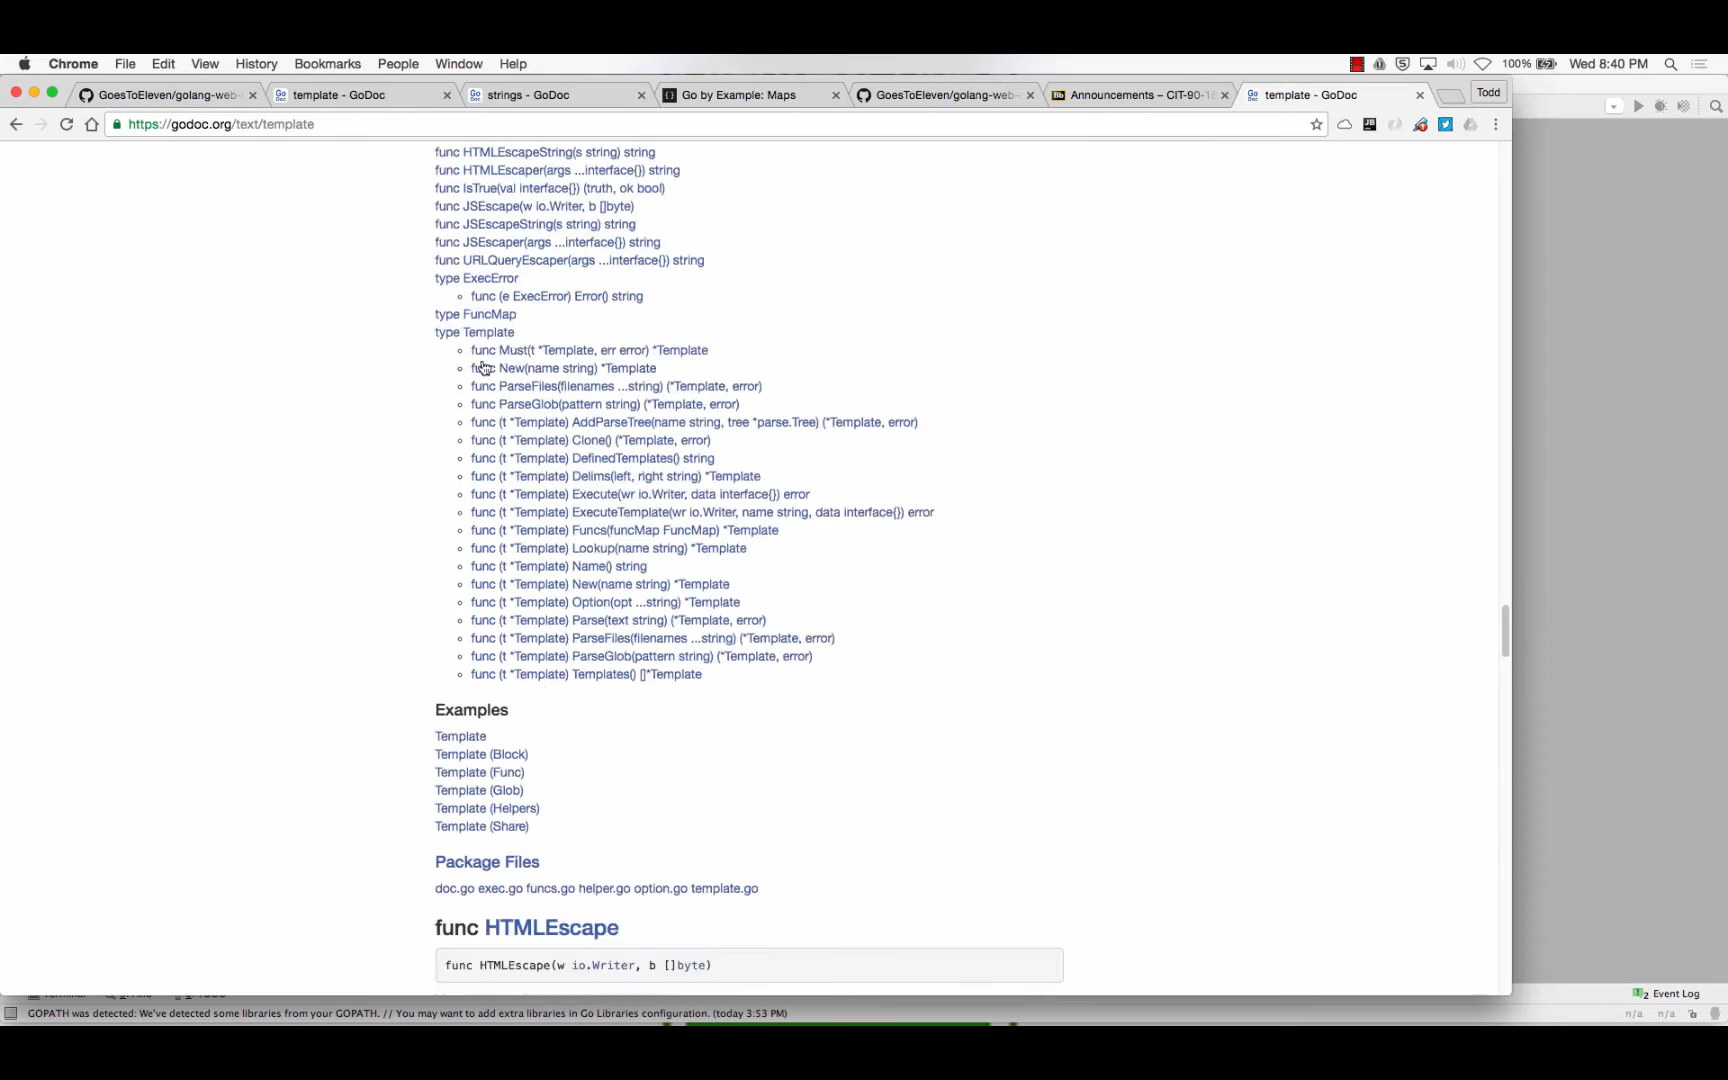 Chrome File Edit View History Bookmarks People Window Help 100% Wed 8:40 PM
GoesToEleven/golang-web- template - GoDoc strings - GoDoc Go by Example: Maps GoesToEleven/golang-web- Announcements – CIT-90-18 template - GoDoc Todd
https://godoc.org/text/template
func HTMLEscapeString(s string) string
func HTMLEscaper(args ...interface{}) string
func IsTrue(val interface{}) (truth, ok bool)
func JSEscape(w io.Writer, b []byte)
func JSEscapeString(s string) string
func JSEscaper(args ...interface{}) string
func URLQueryEscaper(args ...interface{}) string
type ExecError
func (e ExecError) Error() string
type FuncMap
type Template
func Must(t *Template, err error) *Template
func New(name string) *Template
func ParseFiles(filenames ...string) (*Template, error)
func ParseGlob(pattern string) (*Template, error)
func (t *Template) AddParseTree(name string, tree *parse.Tree) (*Template, error)
func (t *Template) Clone() (*Template, error)
func (t *Template) DefinedTemplates() string
func (t *Template) Delims(left, right string) *Template
func (t *Template) Execute(wr io.Writer, data interface{}) error
func (t *Template) ExecuteTemplate(wr io.Writer, name string, data interface{}) error
func (t *Template) Funcs(funcMap FuncMap) *Template
func (t *Template) Lookup(name string) *Template
func (t *Template) Name() string
func (t *Template) New(name string) *Template
func (t *Template) Option(opt ...string) *Template
func (t *Template) Parse(text string) (*Template, error)
func (t *Template) ParseFiles(filenames ...string) (*Template, error)
func (t *Template) ParseGlob(pattern string) (*Template, error)
func (t *Template) Templates() []*Template
Examples
Template
Template (Block)
Template (Func)
Template (Glob)
Template (Helpers)
Template (Share)
Package Files
doc.go exec.go funcs.go helper.go option.go template.go
func HTMLEscape
func HTMLEscape(w io.Writer, b []byte)
2 Event Log
GOPATH was detected: We've detected some libraries from your GOPATH. // You may want to add extra libraries in Go Libraries configuration. (today 3:53 PM) n/a n/a